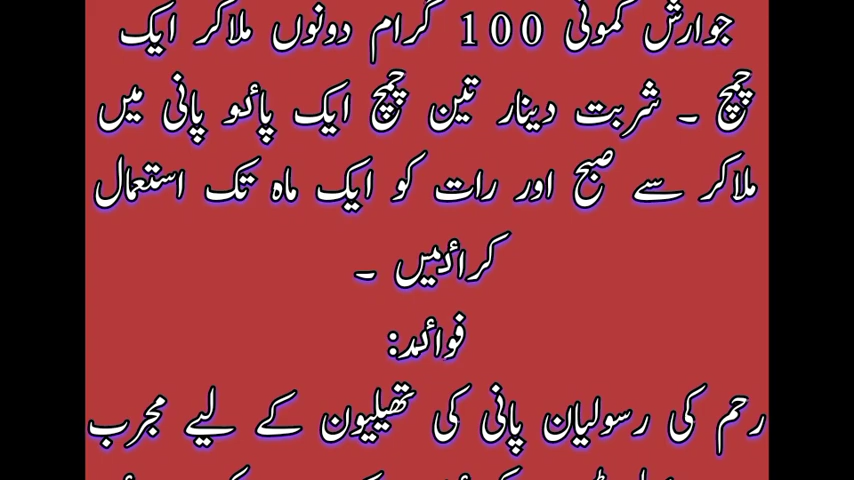 جوارش کمونی 100 گرام دونوں ملاکر ایک
چمچ ۔ شربت دینار تین چمچ ایک پائو پانی میں
ملاکر سے صبح اور رات کو ایک ماہ تک استعمال
کرائیں ۔
فوائد:
رحم کی رسولیان پانی کی تھیلیون کے لیے مجرب